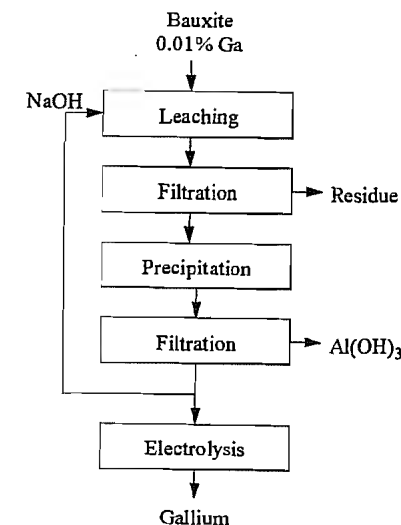 Bauxite
0.01% Ga
NaOH
Leaching
Filtration
Residue
Precipitation
Filtration
Al(OH)3
Electrolysis
Gallium